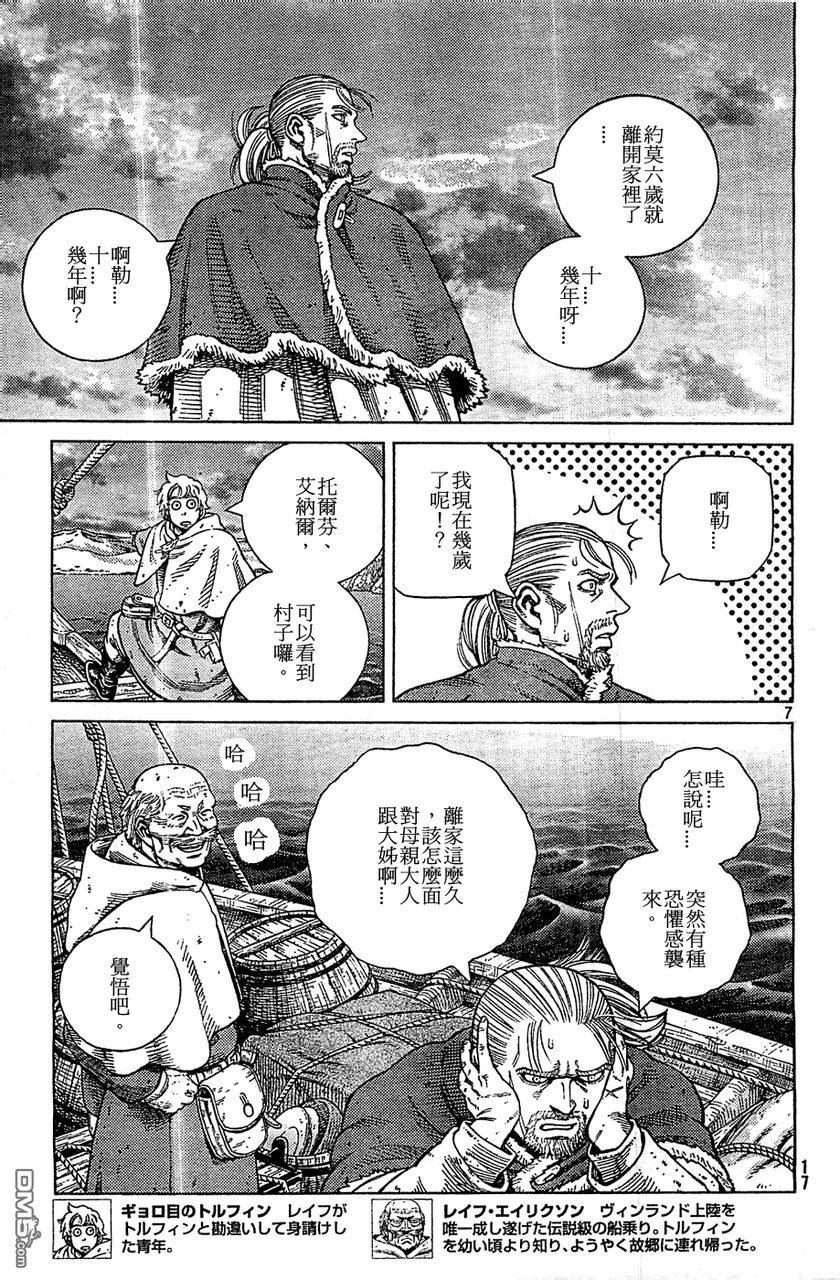 約莫六歲就
離開家裡了
……
十……
幾年呀…
啊勒…
十……
幾年啊？
啊勒
……
我現在幾歲
了呢！？
托爾芬、
艾納爾，
可以看到
村子囉。
哇……
怎說呢…
突然有種
恐懼感襲
來。
離家這麼久
，該怎麼面
對母親大人
跟大姊啊…
哈
哈
哈
覺悟吧。
7
17
ギョロ目のトルフィン　レイフが
トルフィンと勘違いして身請けし
た青年。
レイフ・エイリクソン　ヴィンランド上陸を
唯一成し遂げた伝説級の船乗り。トルフィン
を幼い頃より知り、ようやく故郷に連れ帰った。
DM5.com